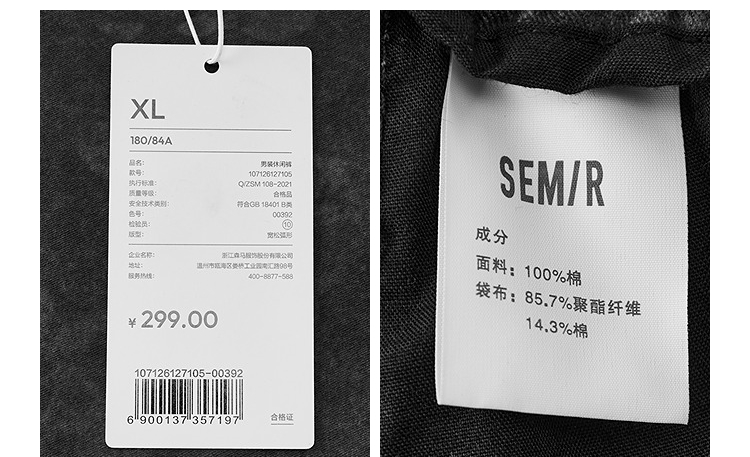 XL
180/84A
品名: 男装休闲裤
款号: 107126127105
执行标准: Q/ZSM 108-2021
质量等级: 合格品
安全技术类别: 符合GB 18401 B类
色号: 00392
检验员: 10
版型: 宽松弧形
企业名称: 浙江森马服饰股份有限公司
地址: 温州市瓯海区娄桥工业园南汇路98号
服务热线: 400-8877-588
¥ 299.00
107126127105-00392
6 900137 357197
合格证
SEM/R
成分
面料: 100%棉
袋布: 85.7%聚酯纤维
14.3%棉